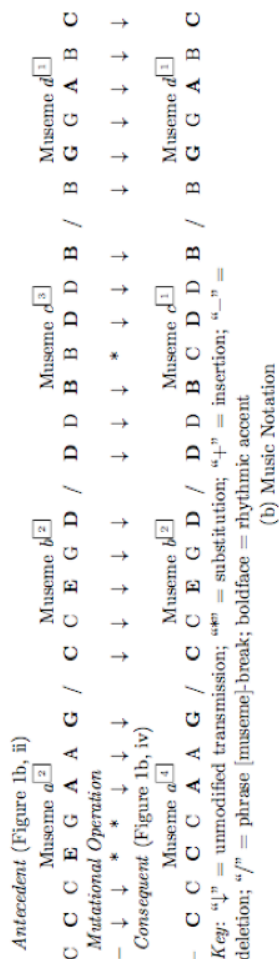 Antecedent (Figure 1b, ii)
Museme a 2 Museme b 2 Museme c 3 Museme d 1
C C C E G A A G / C C E G D / D D B B D D B / B G G A B C
Mutational Operation
– ↓ ↓ * * ↓ ↓ ↓ ↓ ↓ ↓ ↓ ↓ ↓ ↓ ↓ * ↓ ↓ ↓ ↓ ↓ ↓ ↓ ↓ ↓
Consequent (Figure 1b, iv)
Museme a 4 Museme b 2 Museme c 1 Museme d 1
– C C C C A A G / C C E G D / D D B C D D B / B G G A B C
Key: “↓” = unmodified transmission; “*” = substitution; “+” = insertion; “–” =
deletion; “/” = phrase [museme]-break; boldface = rhythmic accent
(b) Music Notation